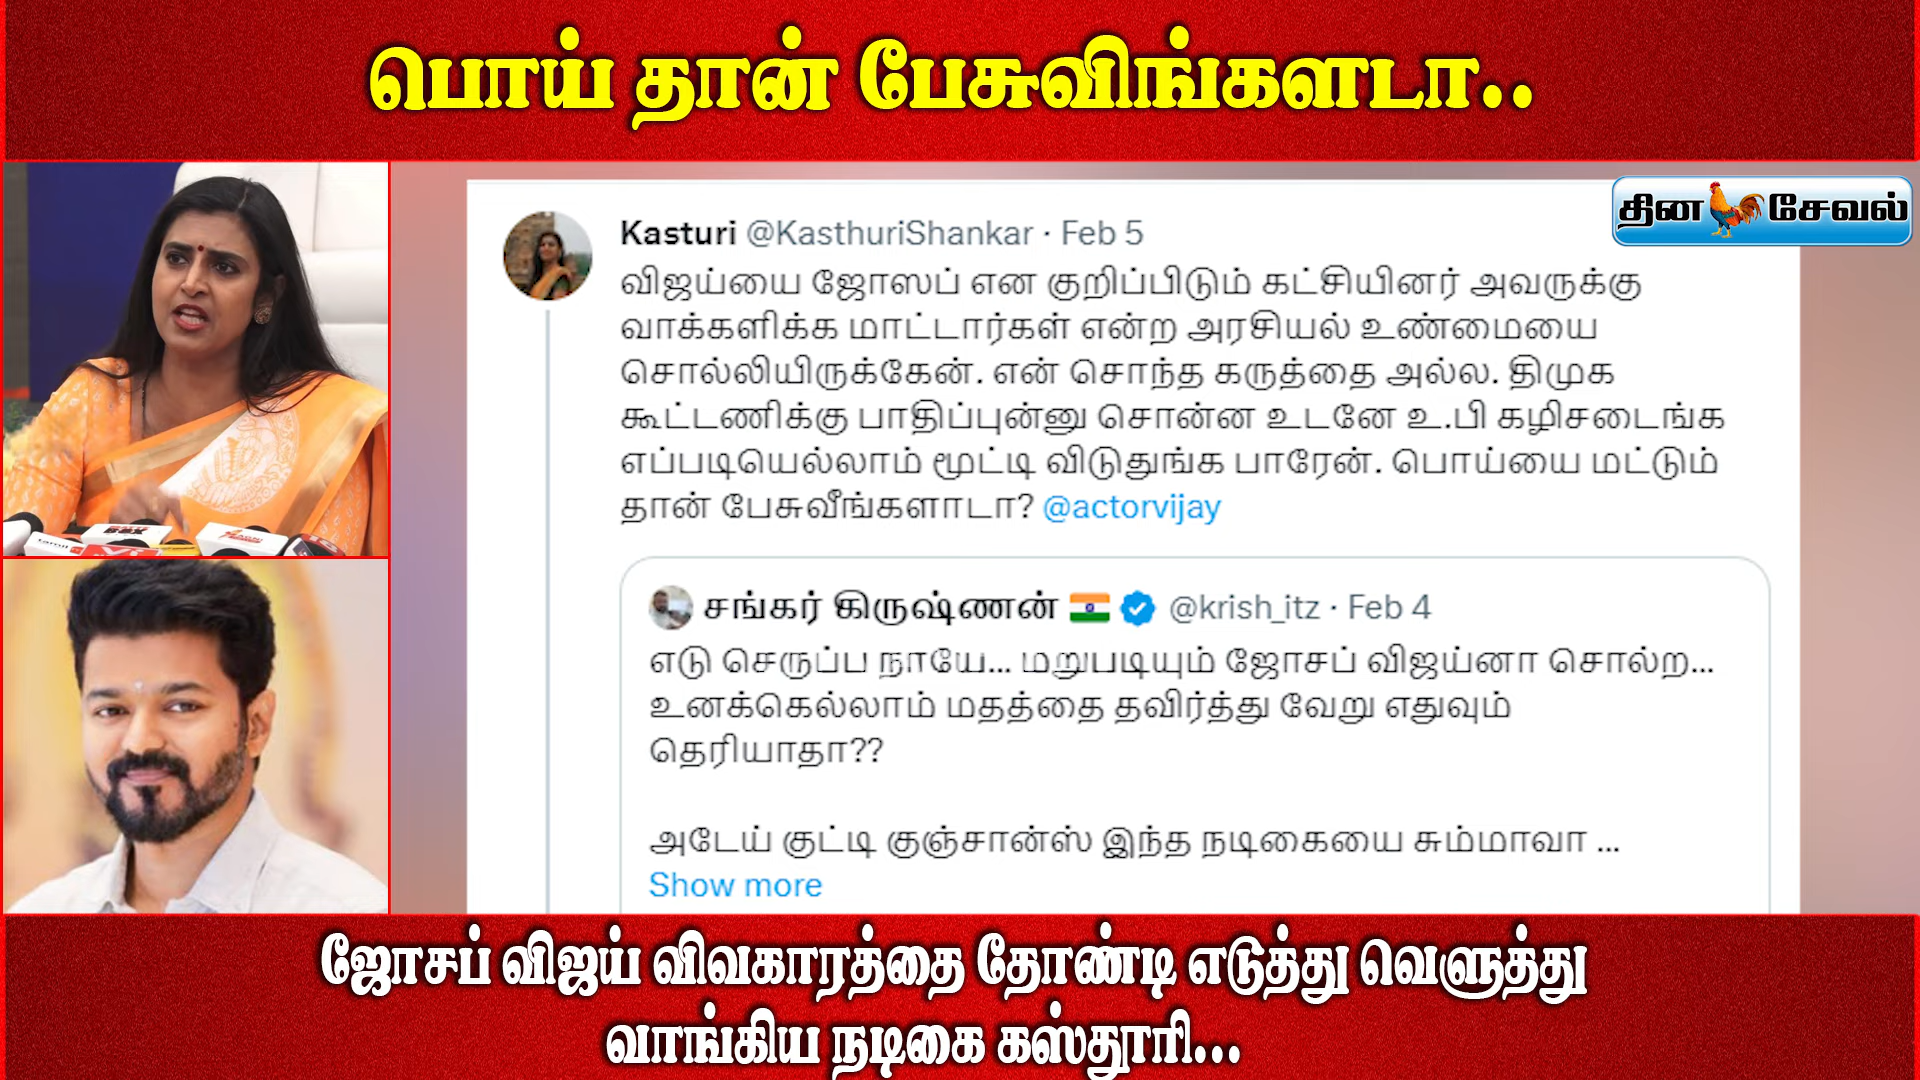 பொய் தான் பேசுவிங்களடா..
தின சேவல்
Kasturi @KasthuriShankar · Feb 5
விஜய்யை ஜோஸப் என குறிப்பிடும் கட்சியினர் அவருக்கு
வாக்களிக்க மாட்டார்கள் என்ற அரசியல் உண்மையை
சொல்லியிருக்கேன். என் சொந்த கருத்தை அல்ல. திமுக
கூட்டணிக்கு பாதிப்புன்னு சொன்ன உடனே உ.பி கழிசடைங்க
எப்படியெல்லாம் மூட்டி விடுதுங்க பாரேன். பொய்யை மட்டும்
தான் பேசுவீங்களாடா? @actorvijay
சங்கர் கிருஷ்ணன் @krish_itz · Feb 4
எடு செருப்ப நாயே... மறுபடியும் ஜோசப் விஜய்னா சொல்ற...
உனக்கெல்லாம் மதத்தை தவிர்த்து வேறு எதுவும்
தெரியாதா??
அடேய் குட்டி குஞ்சான்ஸ் இந்த நடிகையை சும்மாவா ...
Show more
ஜோசப் விஜய் விவகாரத்தை தோண்டி எடுத்து வெளுத்து
வாங்கிய நடிகை கஸ்தூரி...